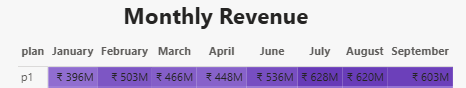 Monthly Revenue
plan January February March April June July August September
p1 ₹ 396M ₹ 503M ₹ 466M ₹ 448M ₹ 536M ₹ 628M ₹ 620M ₹ 603M